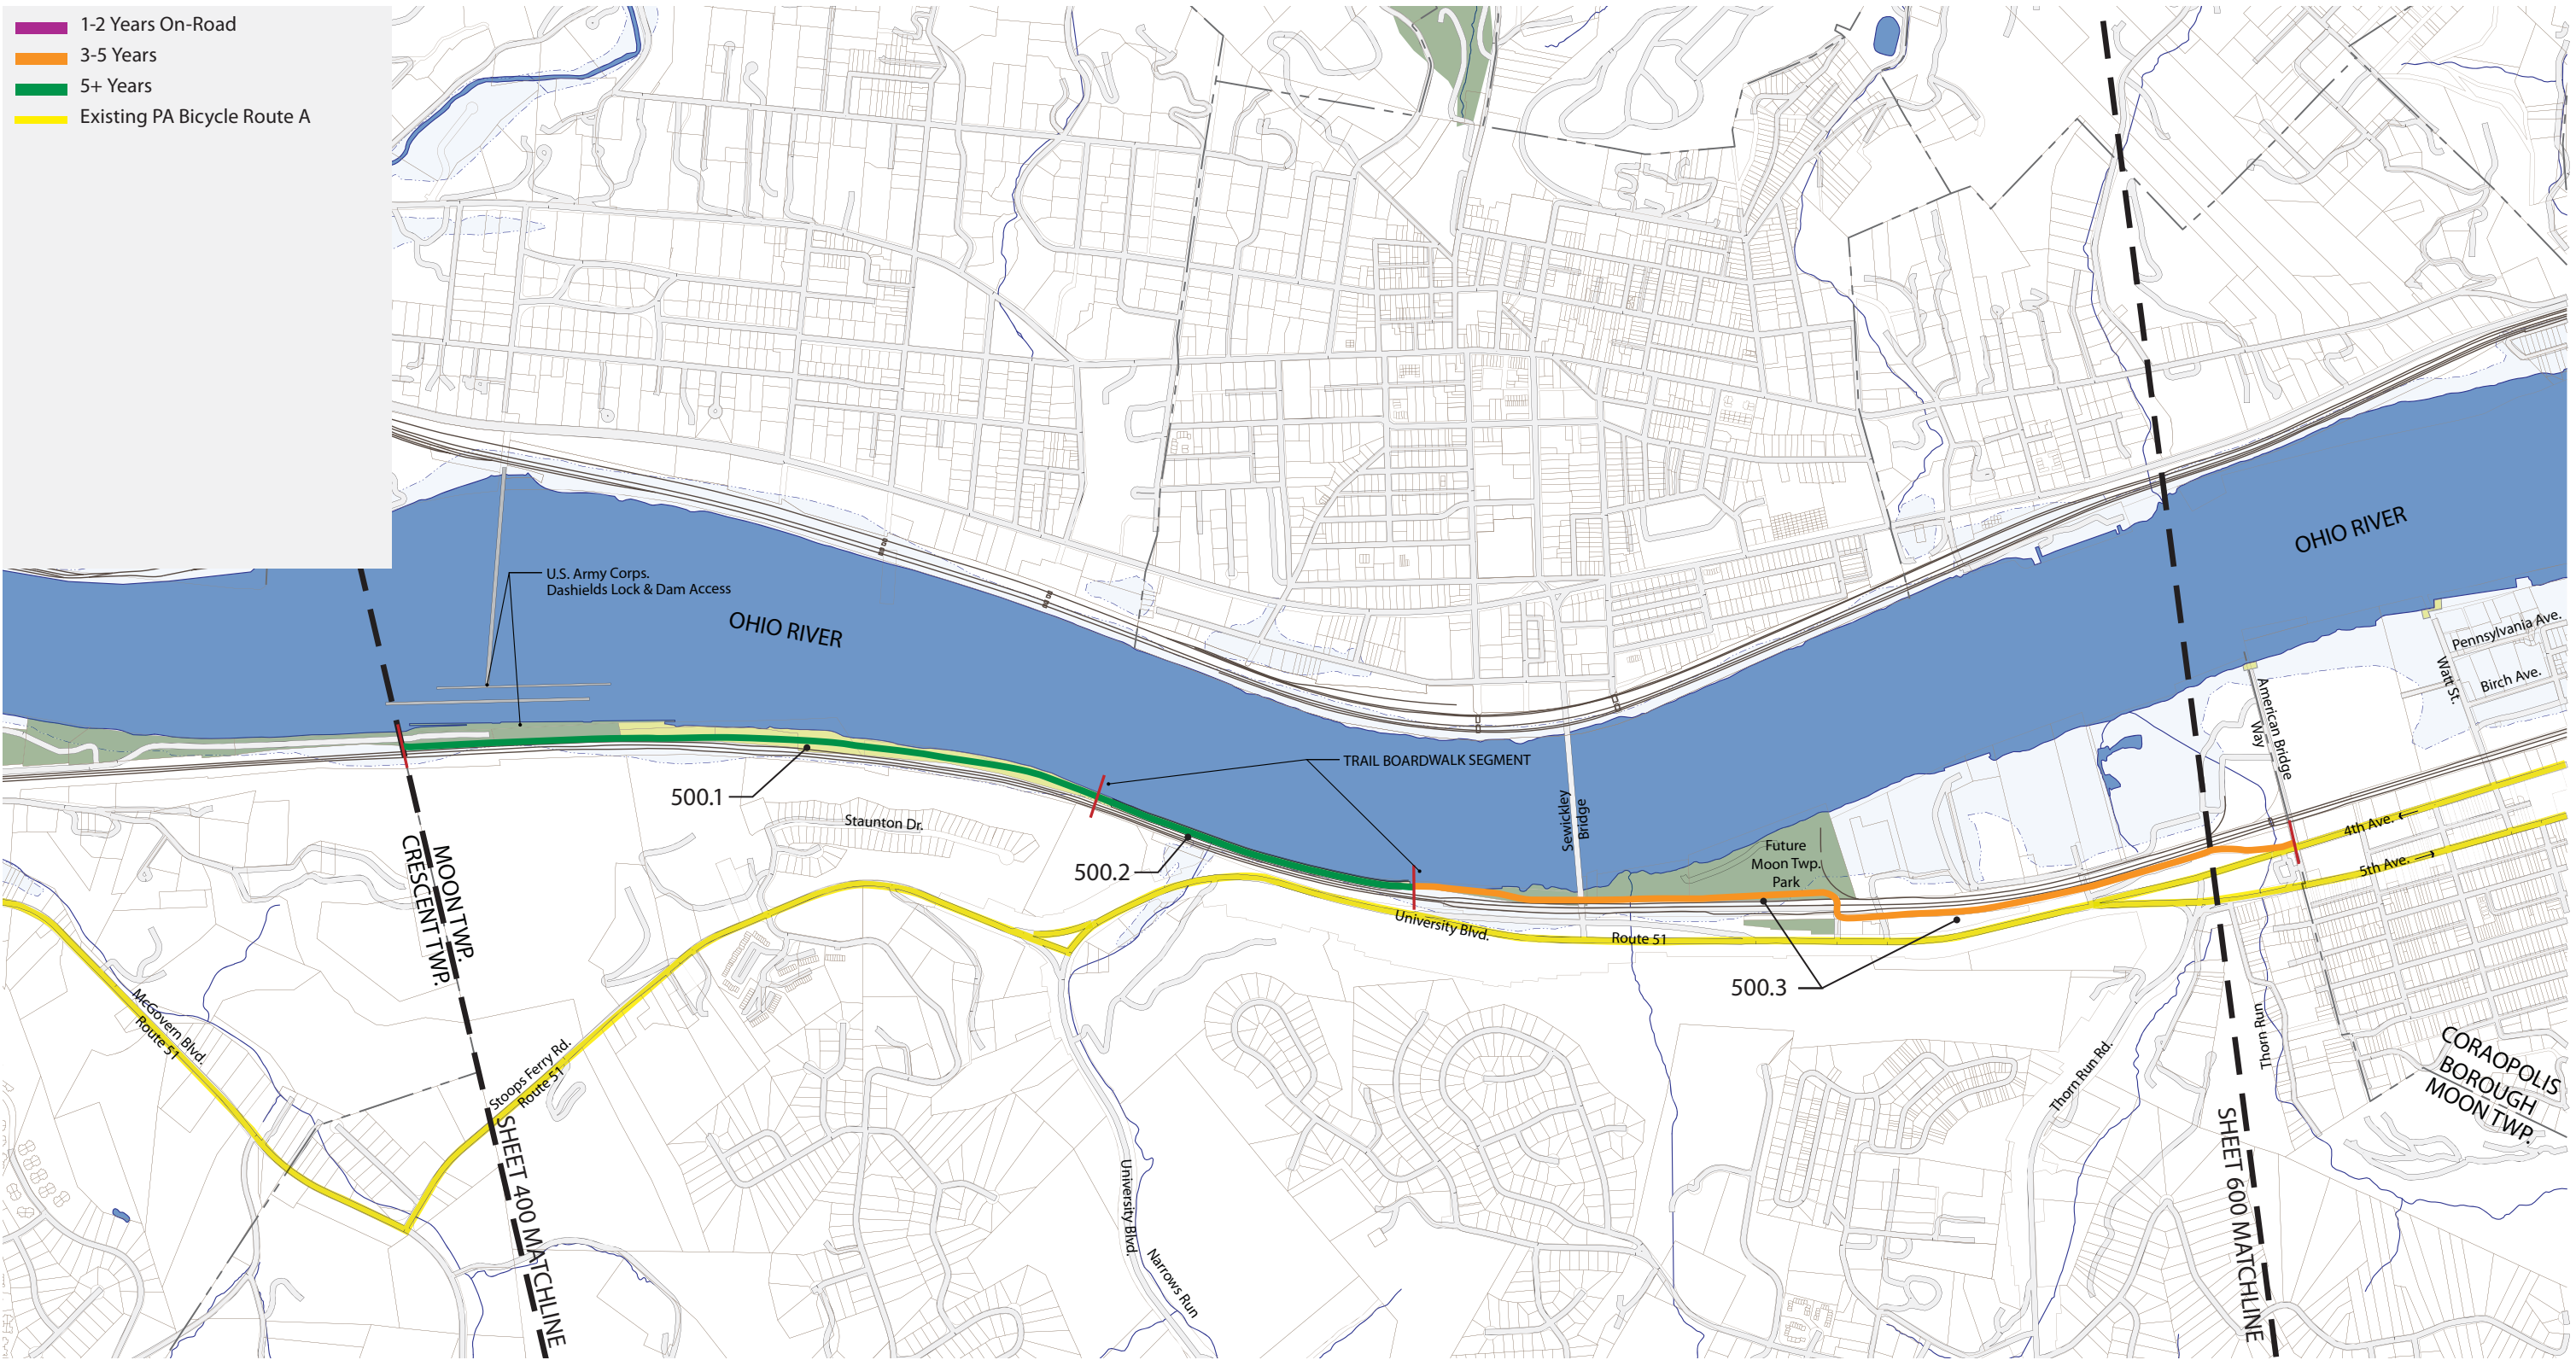 1-2 Years On-Road
3-5 Years
5+ Years
Existing PA Bicycle Route A
U.S. Army Corps.
Dashields Lock & Dam Access
OHIO RIVER
OHIO RIVER
Pennsylvania Ave.
Birch Ave.
Watt St.
American Bridge
Way
TRAIL BOARDWALK SEGMENT
500.1
Staunton Dr.
500.2
Sewickley
Bridge
Future
Moon Twp.
Park
4th Ave.
5th Ave.
University Blvd.
Route 51
500.3
MOON TWP.
CRESCENT TWP.
McGovern Blvd.
Route 51
Stoops Ferry Rd.
Route 51
SHEET 400 MATCHLINE
University Blvd.
Narrows Run
Thorn Run Rd.
Thorn Run
SHEET 600 MATCHLINE
CORAOPOLIS
BOROUGH
MOON TWP.